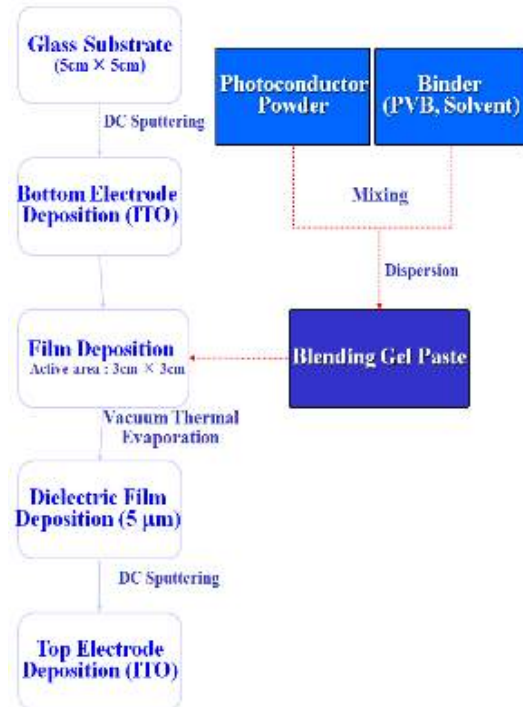 Glass Substrate
(5cm × 5cm)
DC Sputtering
Bottom Electrode
Deposition (ITO)
Film Deposition
Active area : 3cm × 3cm
Vacuum Thermal
Evaporation
Dielectric Film
Deposition (5 μm)
DC Sputtering
Top Electrode
Deposition (ITO)
Photoconductor
Powder
Binder
(PVB, Solvent)
Mixing
Dispersion
Blending Gel Paste